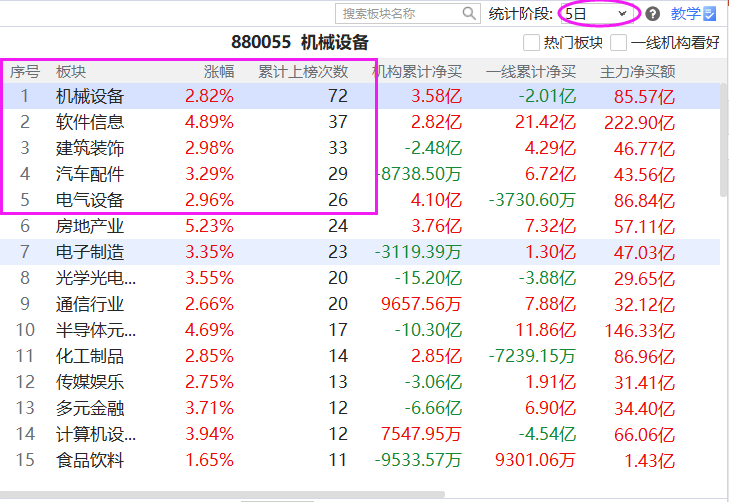 搜索板块名称 统计阶段: 5日 ? 教学
880055 机械设备 热门板块 一线机构看好
序号 板块 涨幅 累计上榜次数 机构累计净买 一线累计净买 主力净买额
1 机械设备 2.82% 72 3.58亿 -2.01亿 85.57亿
2 软件信息 4.89% 37 2.82亿 21.42亿 222.90亿
3 建筑装饰 2.98% 33 -2.48亿 4.29亿 46.77亿
4 汽车配件 3.29% 29 -8738.50万 6.72亿 43.56亿
5 电气设备 2.96% 26 4.10亿 -3730.60万 86.84亿
6 房地产业 5.23% 24 3.76亿 7.32亿 57.11亿
7 电子制造 3.35% 23 -3119.39万 1.30亿 47.03亿
8 光学光电... 3.55% 20 -15.20亿 -3.88亿 29.65亿
9 通信行业 2.66% 20 9657.56万 7.88亿 32.12亿
10 半导体元... 4.69% 17 -10.30亿 11.86亿 146.33亿
11 化工制品 2.85% 14 2.85亿 -7239.15万 86.96亿
12 传媒娱乐 2.75% 13 -3.06亿 1.91亿 31.41亿
13 多元金融 3.71% 12 -6.66亿 6.90亿 34.40亿
14 计算机设... 3.94% 12 7547.95万 -4.54亿 66.06亿
15 食品饮料 1.65% 11 -9533.57万 9301.06万 1.43亿